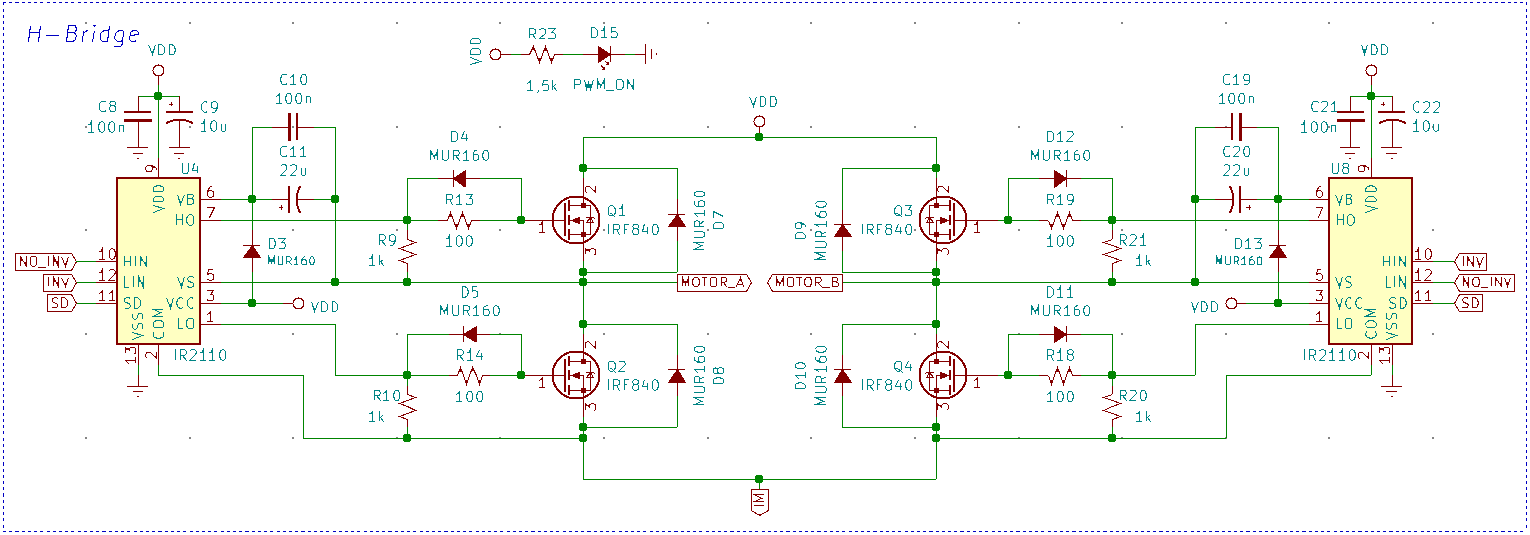 H-Bridge
VDD
C8
100n
C9
10u
C10
100n
C11
22u
VDD
R23
1,5k
D15
PWM_ON
VDD
C19
100n
C20
22u
VDD
C21
100n
C22
10u
U4
9
VDD
VB
6
HO
7
NO_INV
10
HIN
INV
12
LIN
SD
11
SD
VS
5
VCC
3
LO
1
VSS
COM
13
2
IR2110
D3
MUR160
VDD
D4
MUR160
R13
100
R9
1k
D5
MUR160
R14
100
R10
1k
2
1
3
Q1
IRF840
MUR160
D7
MOTOR_A
2
1
3
Q2
IRF840
MUR160
D8
D9
MUR160
2
Q3
IRF840
1
3
MOTOR_B
D10
MUR160
2
Q4
IRF840
1
3
D12
MUR160
R19
100
R21
1k
D11
MUR160
R18
100
R20
1k
D13
MUR160
VDD
U8
9
VDD
6
VB
7
HO
HIN
10
INV
LIN
12
NO_INV
SD
11
SD
5
VS
3
VCC
1
LO
COM
VSS
2
13
IR2110
IM